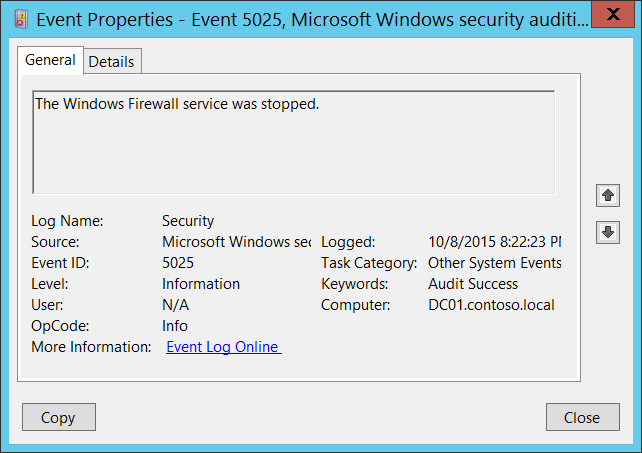 Event Properties - Event 5025, Microsoft Windows security auditi...
X
General Details
The Windows Firewall service was stopped.
Log Name: Security
Source: Microsoft Windows sec Logged: 10/8/2015 8:22:23 PM
Event ID: 5025 Task Category: Other System Events
Level: Information Keywords: Audit Success
User: N/A Computer: DC01.contoso.local
OpCode: Info
More Information: Event Log Online
Copy Close